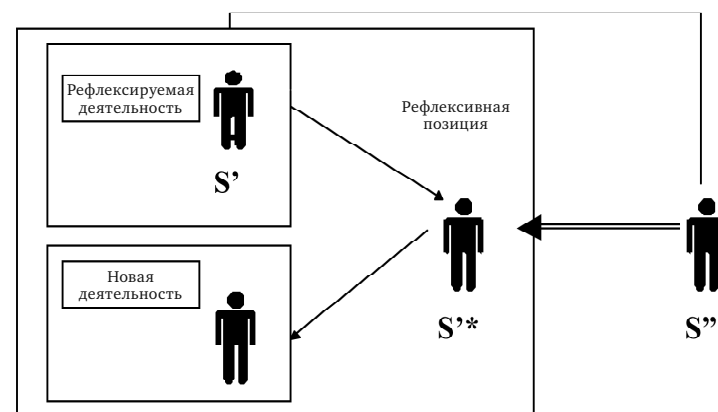 Рефлексируемая
деятельность
S’
Рефлексивная
позиция
Новая
деятельность
S’*
S”